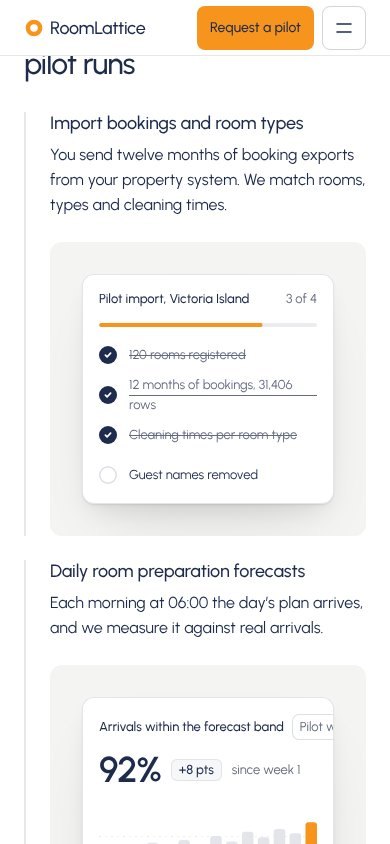 RoomLattice
Request a pilot
pilot runs
Import bookings and room types
You send twelve months of booking exports
from your property system. We match rooms,
types and cleaning times.
Pilot import, Victoria Island
3 of 4
120 rooms registered
12 months of bookings, 31,406
rows
Cleaning times per room type
Guest names removed
Daily room preparation forecasts
Each morning at 06:00 the day’s plan arrives,
and we measure it against real arrivals.
Arrivals within the forecast band
Pilot
92%
+8 pts
since week 1